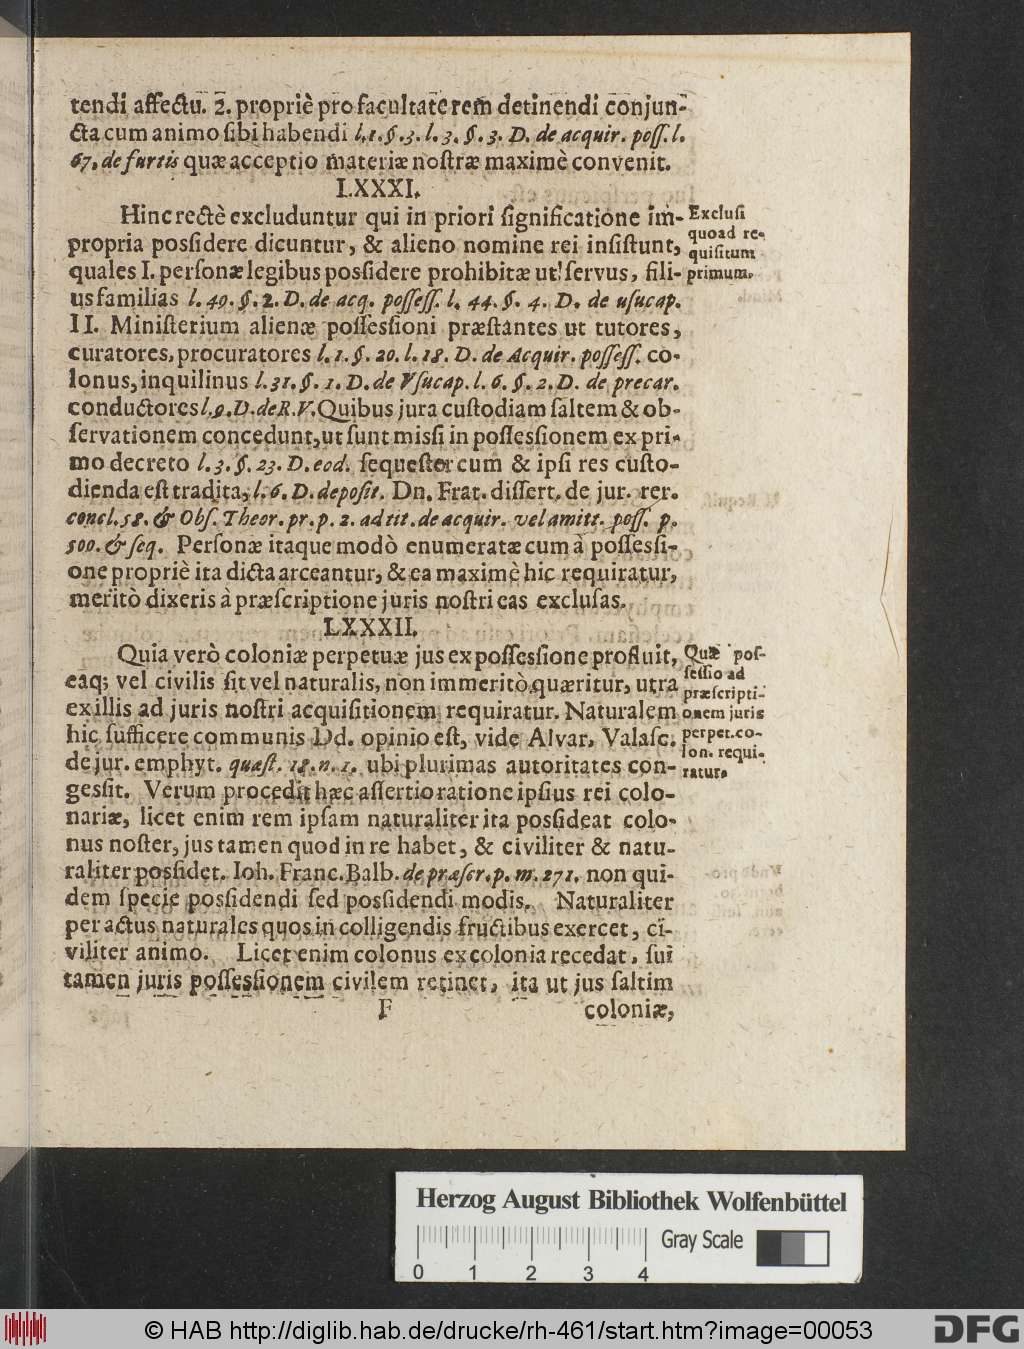 tendi affectu. 2. propriè pro facultate rem detinendi conjun-
cta cum animo ſibi habendi l. 1. §. 3. l. 3. §. 3. D. de acquir. poſſ. l.
67. de furtis quæ acceptio materiæ noſtræ maximè convenit.
LXXXI.
Hinc rectè excluduntur qui in priori ſignificatione im-
propria posſidere dicuntur, & alieno nomine rei inſiſtunt,
quales I. perſonæ legibus posſidere prohibitæ ut ſervus, fili-
us familias l. 49. §. 2. D. de acq. poſſeſſ. l. 44. §. 4. D. de uſucap.
II. Miniſterium alienæ poſſesſioni præſtantes ut tutores,
curatores, procuratores l. 1. §. 20. l. 18. D. de Acquir. poſſeſſ. co-
lonus, inquilinus l. 31. §. 1. D. de Vſucap. l. 6. §. 2. D. de precar.
conductores l. 9. D. de R. V. Quibus jura cuſtodiam ſaltem & ob-
ſervationem concedunt, ut ſunt misſi in poſſesſionem ex pri-
mo decreto l. 3. §. 23. D. eod. ſequeſter cum & ipſi res cuſto-
dienda eſt tradita, l. 6. D. depoſit. Dn. Frat. diſſert. de jur. rer.
concl. 58. & Obſ. Theor. pr. p. 2. ad tit. de acquir. vel amitt. poſſ. p.
500. & ſeq. Perſonæ itaque modò enumeratæ cum à poſſesſi-
one propriè ita dicta arceantur, & ea maximè hic requiratur,
meritò dixeris à præſcriptione juris noſtri eas excluſas.
Excluſi
quoad re-
quiſitum
primum.
LXXXII.
Quia verò coloniæ perpetuæ jus ex poſſesſione profluit,
eaq; vel civilis ſit vel naturalis, non immeritò quæritur, utra
ex illis ad juris noſtri acquiſitionem requiratur. Naturalem
hic ſufficere communis Dd. opinio eſt, vide Alvar. Valaſc.
de jur. emphyt. quæſt. 18. n. 1. ubi plurimas autoritates con-
gesſit. Verum procedit hæc aſſertio ratione ipſius rei colo-
nariæ, licet enim rem ipſam naturaliter ita posſideat colo-
nus noſter, jus tamen quod in re habet, & civiliter & natu-
raliter posſidet. Ioh. Franc. Balb. de præſcr. p. m. 271. non qui-
dem ſpecie posſidendi ſed posſidendi modis. Naturaliter
per actus naturales quos in colligendis fructibus exercet, ci-
viliter animo. Licet enim colonus ex colonia recedat, ſui
tamen juris poſſesſionem civilem retinet, ita ut jus ſaltim
Quæ poſ-
ſeſſio ad
præſcripti-
onem juris
perpet. co-
lon. requi-
ratur.
F
coloniæ,
Herzog August Bibliothek Wolfenbüttel
Gray Scale
0 1 2 3 4
© HAB http://diglib.hab.de/drucke/rh-461/start.htm?image=00053
DFG